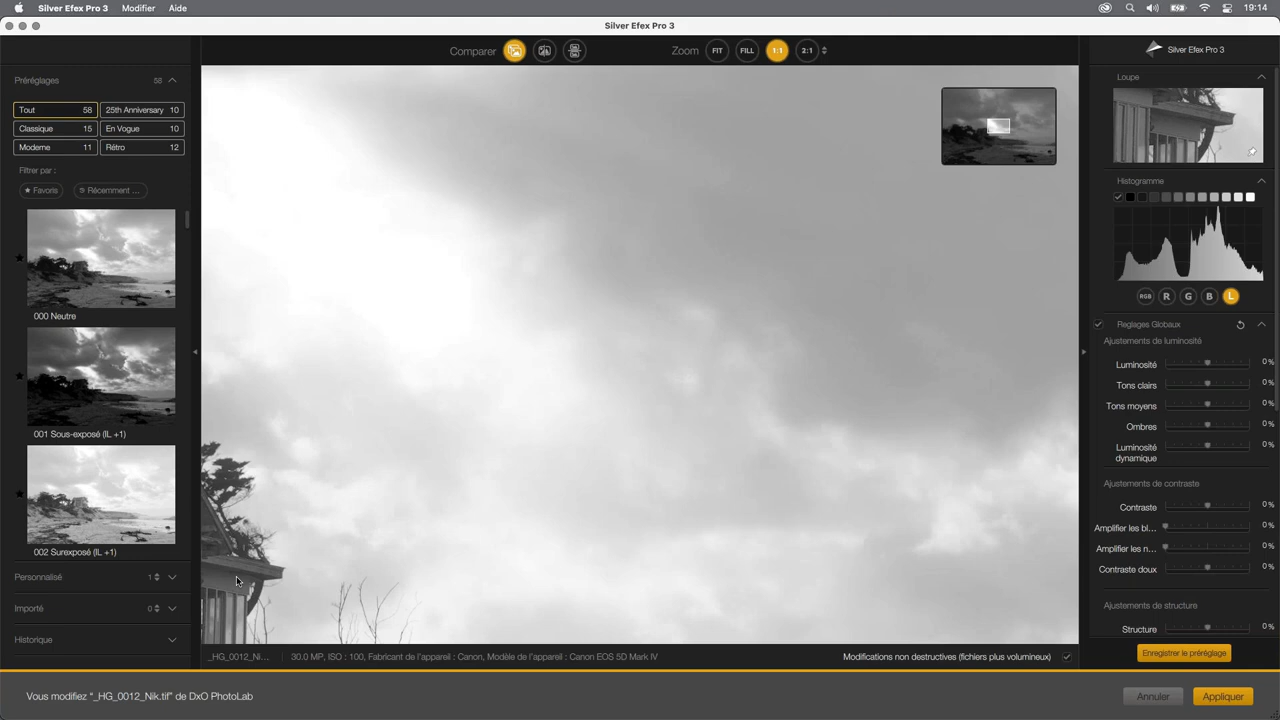 Silver Efex Pro 3 Modifier Aide 19:14
Silver Efex Pro 3
Comparer Zoom FIT FILL 1:1 2:1
Silver Efex Pro 3
Préréglages 58
Tout 58
25th Anniversary 10
Classique 15
En Vogue 10
Moderne 11
Rétro 12
Filtrer par :
Favoris
Récemment ...
000 Neutre
001 Sous-exposé (IL +1)
002 Surexposé (IL +1)
Personnalisé 1
Importé 0
Historique
Loupe
Histogramme
RGB R G B L
Reglages Globaux
Ajustements de luminosité
Luminosité 0 %
Tons clairs 0 %
Tons moyens 0 %
Ombres 0 %
Luminosité 0 %
dynamique
Ajustements de contraste
Contraste 0 %
Amplifier les bl... 0 %
Amplifier les n... 0 %
Contraste doux 0 %
Ajustements de structure
Structure 0 %
Enregistrer le préréglage
_HG_0012_Ni... 30.0 MP, ISO : 100, Fabricant de l'appareil : Canon, Modèle de l'appareil : Canon EOS 5D Mark IV
Modifications non destructives (fichiers plus volumineux)
Vous modifiez “_HG_0012_Nik.tif” de DxO PhotoLab
Annuler
Appliquer